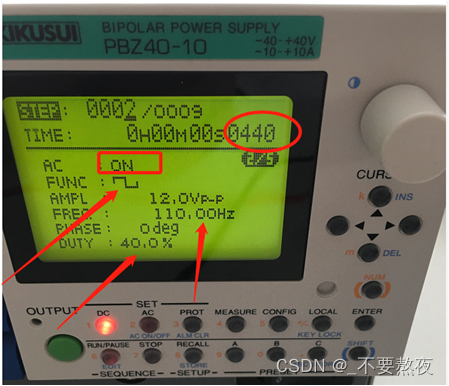 KIKUSUI
BIPOLAR POWER SUPPLY
PBZ40-10
-40-+40V
-10-+10A
STEP: 0002/0009
TIME: 0H00M00S0440
AC :ON
FUNC :
AMPL 12.0Vp-p
FREQ : 110.00Hz
PHASE: 0deg
DUTY : 40.0%
CURS
k INS
m DEL
NUM
OUTPUT
SET
DC AC PROT MEASURE CONFIG LOCAL ENTER
AC ON/OFF ALM CLR KEY LOCK
RUN/PAUSE STOP RECALL A B C SHIFT
EDIT STORE
SEQUENCE SETUP PRE
CSDN @_不要熬夜